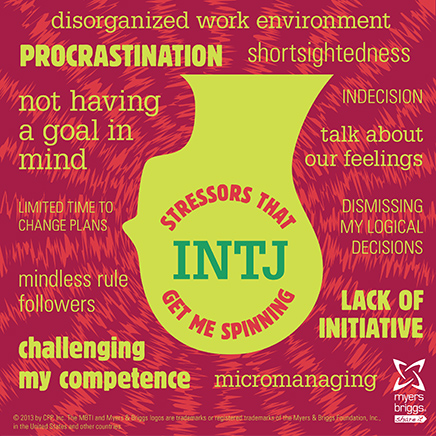 disorganized work environment
PROCRASTINATION
shortsightedness
not having
a goal in
mind
INDECISION
talk about
our feelings
STRESSORS THAT
INTJ
GET ME SPINNING
LIMITED TIME TO
CHANGE PLANS
DISMISSING
MY LOGICAL
DECISIONS
mindless rule
followers
LACK OF
INITIATIVE
challenging
my competence
micromanaging
myers
briggs
share it
© 2013 by CPP, Inc. The MBTI and Myers & Briggs logos are trademarks or registered trademarks of the Myers & Briggs Foundation, Inc.,
in the United States and other countries.